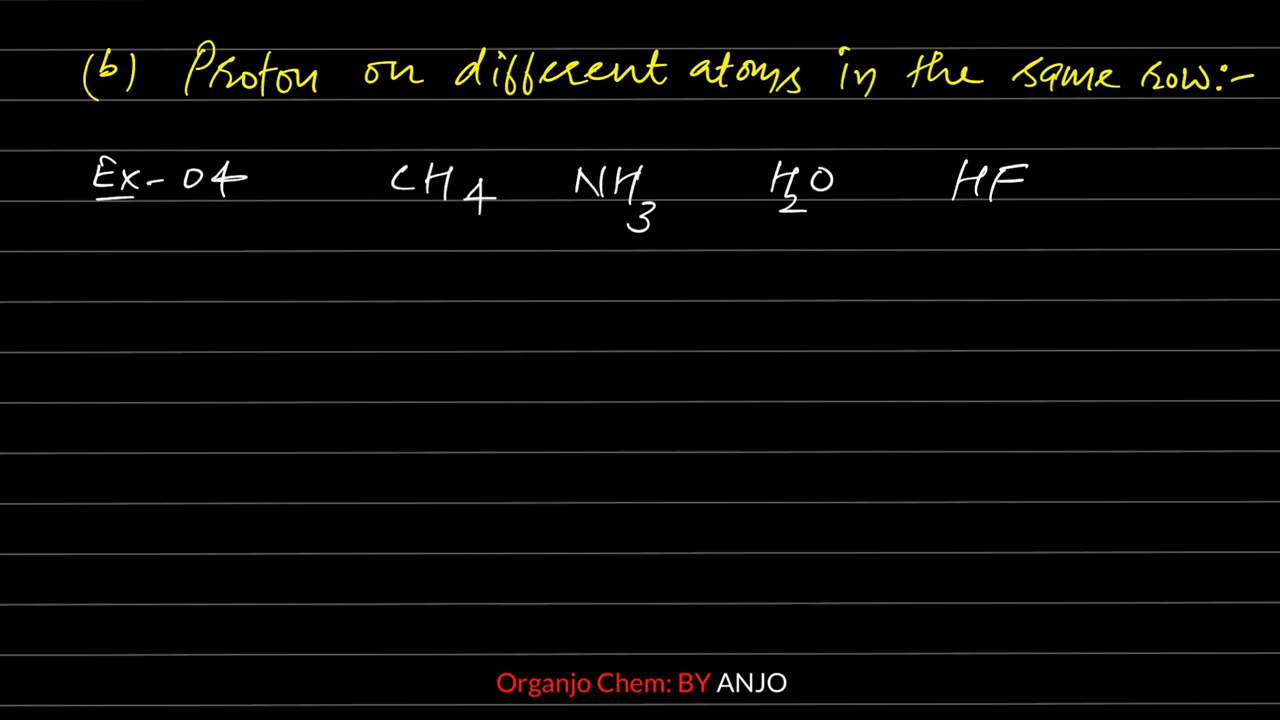 (b) Proton on different atoms in the same row:-
Ex- 04 CH4 NH3 H2O HF
Organjo Chem: BY ANJO